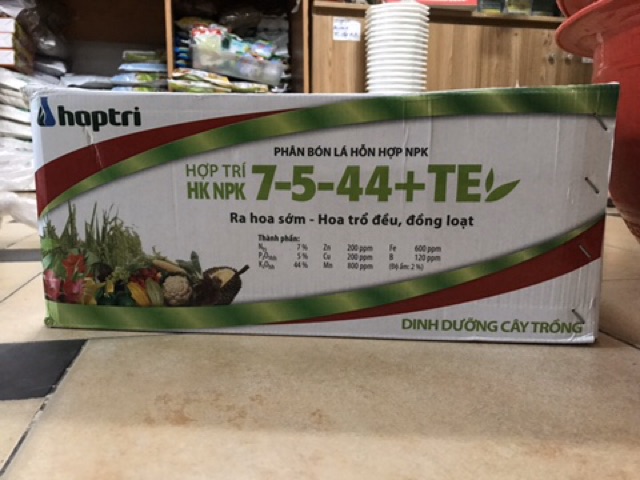 hoptri
PHÂN BÓN LÁ HỖN HỢP NPK
HỢP TRÍ
HK NPK 7-5-44+TE
Ra hoa sớm - Hoa trổ đều, đồng loạt
Thành phần:
Nts 7 % Zn 200 ppm Fe 600 ppm
P₂O₅hh 5 % Cu 200 ppm B 120 ppm
K₂Ohh 44 % Mn 800 ppm (Độ ẩm: 2 %)
DINH DƯỠNG CÂY TRỒNG